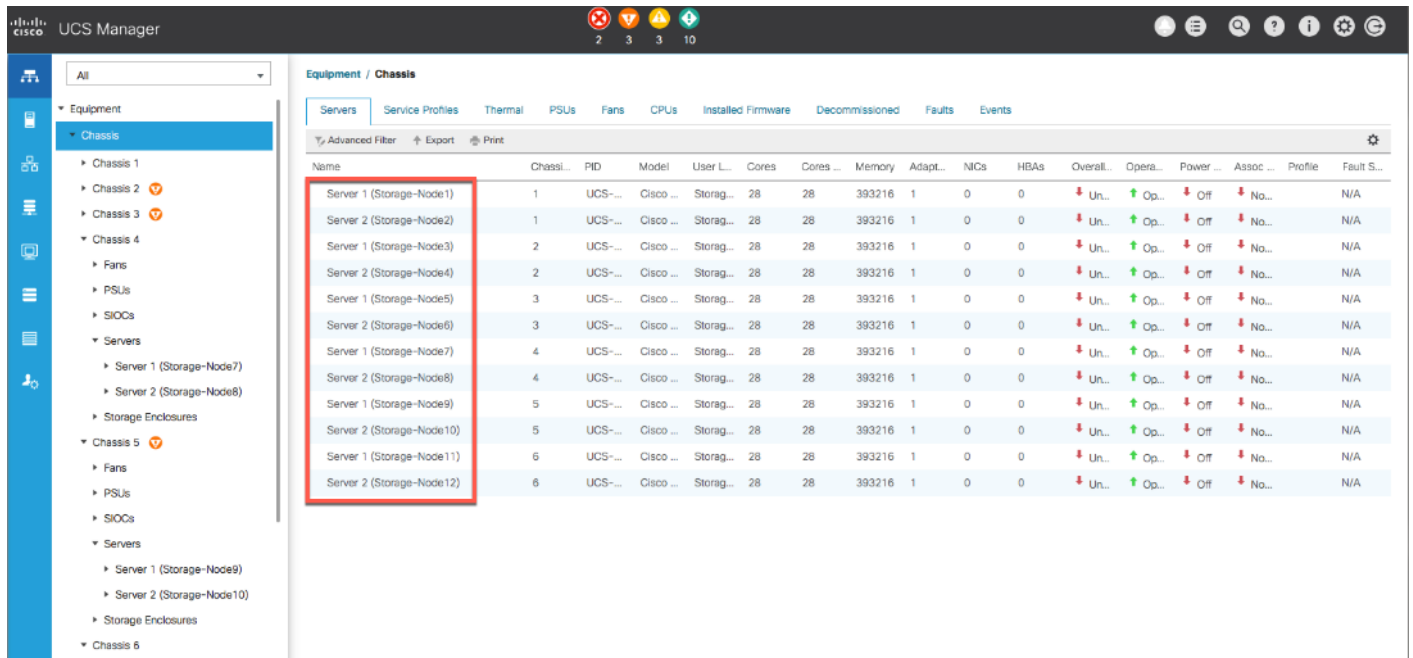 cisco UCS Manager
2 3 3 10
All
Equipment
Chassis
Chassis 1
Chassis 2
Chassis 3
Chassis 4
Fans
PSUs
SIOCs
Servers
Server 1 (Storage-Node7)
Server 2 (Storage-Node8)
Storage Enclosures
Chassis 5
Fans
PSUs
SIOCs
Servers
Server 1 (Storage-Node9)
Server 2 (Storage-Node10)
Storage Enclosures
Chassis 6
Equipment / Chassis
Servers Service Profiles Thermal PSUs Fans CPUs Installed Firmware Decommissioned Faults Events
Advanced Filter Export Print
Name Chassi... PID Model User L... Cores Cores ... Memory Adapt... NICs HBAs Overall... Opera... Power ... Assoc ... Profile Fault S...
Server 1 (Storage-Node1) 1 UCS-... Cisco ... Storag... 28 28 393216 1 0 0 Un... Op... Off No... N/A
Server 2 (Storage-Node2) 1 UCS-... Cisco ... Storag... 28 28 393216 1 0 0 Un... Op... Off No... N/A
Server 1 (Storage-Node3) 2 UCS-... Cisco ... Storag... 28 28 393216 1 0 0 Un... Op... Off No... N/A
Server 2 (Storage-Node4) 2 UCS-... Cisco ... Storag... 28 28 393216 1 0 0 Un... Op... Off No... N/A
Server 1 (Storage-Node5) 3 UCS-... Cisco ... Storag... 28 28 393216 1 0 0 Un... Op... Off No... N/A
Server 2 (Storage-Node6) 3 UCS-... Cisco ... Storag... 28 28 393216 1 0 0 Un... Op... Off No... N/A
Server 1 (Storage-Node7) 4 UCS-... Cisco ... Storag... 28 28 393216 1 0 0 Un... Op... Off No... N/A
Server 2 (Storage-Node8) 4 UCS-... Cisco ... Storag... 28 28 393216 1 0 0 Un... Op... Off No... N/A
Server 1 (Storage-Node9) 5 UCS-... Cisco ... Storag... 28 28 393216 1 0 0 Un... Op... Off No... N/A
Server 2 (Storage-Node10) 5 UCS-... Cisco ... Storag... 28 28 393216 1 0 0 Un... Op... Off No... N/A
Server 1 (Storage-Node11) 6 UCS-... Cisco ... Storag... 28 28 393216 1 0 0 Un... Op... Off No... N/A
Server 2 (Storage-Node12) 6 UCS-... Cisco ... Storag... 28 28 393216 1 0 0 Un... Op... Off No... N/A